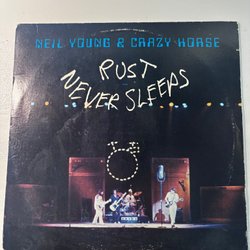 NEIL YOUNG & CRAZY HORSE
RUST
NEVER SLEEPS